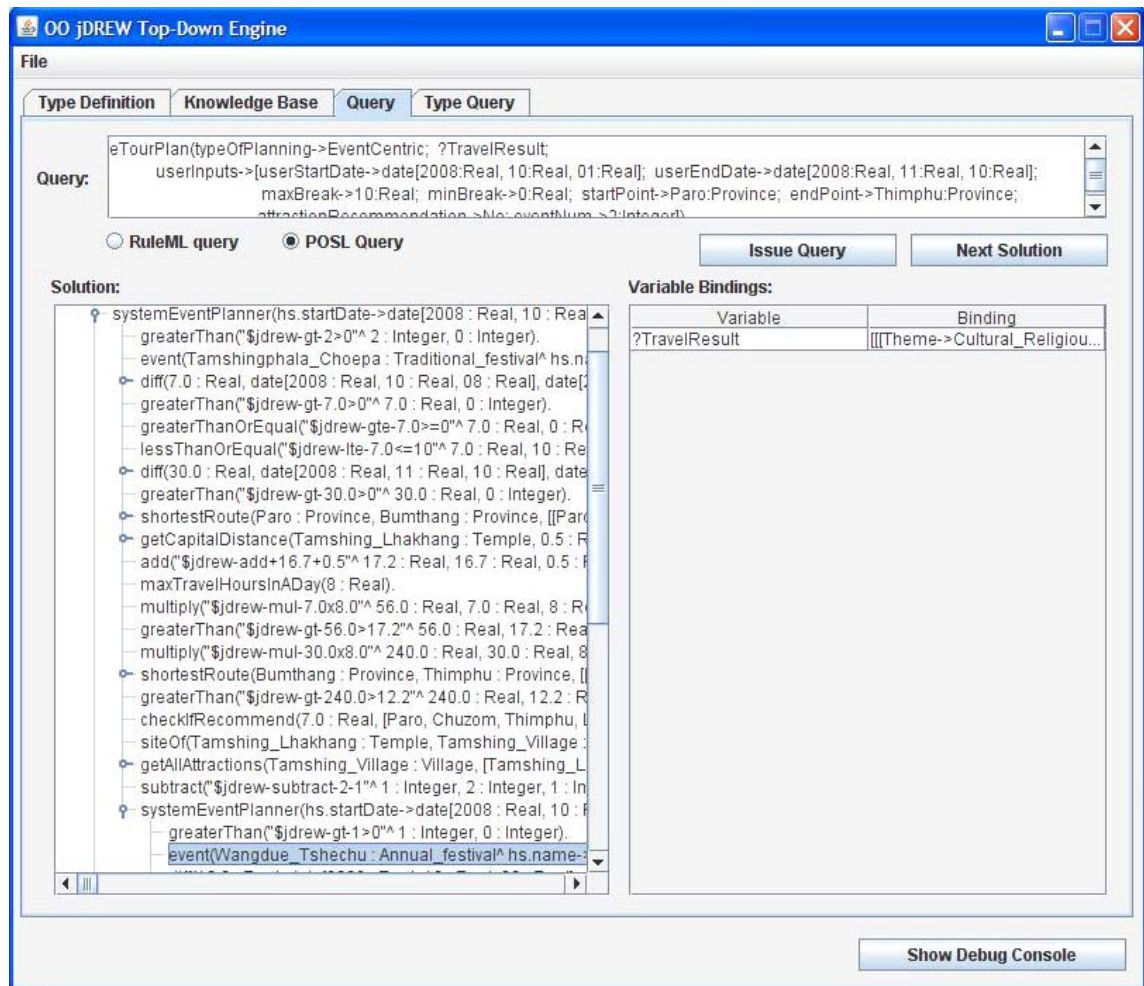 OO jDREW Top-Down Engine
File
Type Definition Knowledge Base Query Type Query
Query:
eTourPlan(typeOfPlanning->EventCentric; ?TravelResult;
userInputs->[userStartDate->date[2008:Real, 10:Real, 01:Real]; userEndDate->date[2008:Real, 11:Real, 10:Real];
maxBreak->10:Real; minBreak->0:Real; startPoint->Paro:Province; endPoint->Thimphu:Province;
attractionRecommendation->No; eventNum->2:Integer])
RuleML query POSL Query Issue Query Next Solution
Solution:
systemEventPlanner(hs.startDate->date[2008 : Real, 10 : Rea
greaterThan("$jdrew-gt-2>0"^ 2 : Integer, 0 : Integer).
event(Tamshingphala_Choepa : Traditional_festival^ hs.n
diff(7.0 : Real, date[2008 : Real, 10 : Real, 08 : Real], date[2
greaterThan("$jdrew-gt-7.0>0"^ 7.0 : Real, 0 : Integer).
greaterThanOrEqual("$jdrew-gte-7.0>=0"^ 7.0 : Real, 0 : R
lessThanOrEqual("$jdrew-lte-7.0<=10"^ 7.0 : Real, 10 : Re
diff(30.0 : Real, date[2008 : Real, 11 : Real, 10 : Real], date
greaterThan("$jdrew-gt-30.0>0"^ 30.0 : Real, 0 : Integer).
shortestRoute(Paro : Province, Bumthang : Province, [[Par
getCapitalDistance(Tamshing_Lhakhang : Temple, 0.5 : R
add("$jdrew-add+16.7+0.5"^ 17.2 : Real, 16.7 : Real, 0.5 :
maxTravelHoursInADay(8 : Real).
multiply("$jdrew-mul-7.0x8.0"^ 56.0 : Real, 7.0 : Real, 8 : R
greaterThan("$jdrew-gt-56.0>17.2"^ 56.0 : Real, 17.2 : Rea
multiply("$jdrew-mul-30.0x8.0"^ 240.0 : Real, 30.0 : Real, 8
shortestRoute(Bumthang : Province, Thimphu : Province, [[
greaterThan("$jdrew-gt-240.0>12.2"^ 240.0 : Real, 12.2 : R
checkIfRecommend(7.0 : Real, [Paro, Chuzom, Thimphu,
siteOf(Tamshing_Lhakhang : Temple, Tamshing_Village :
getAllAttractions(Tamshing_Village : Village, [Tamshing_L
subtract("$jdrew-subtract-2-1"^ 1 : Integer, 2 : Integer, 1 : In
systemEventPlanner(hs.startDate->date[2008 : Real, 10 :
greaterThan("$jdrew-gt-1>0"^ 1 : Integer, 0 : Integer).
event(Wangdue_Tshechu : Annual_festival^ hs.name-
Variable Bindings:
Variable Binding
?TravelResult [[[[Theme->Cultural_Religiou...
Show Debug Console